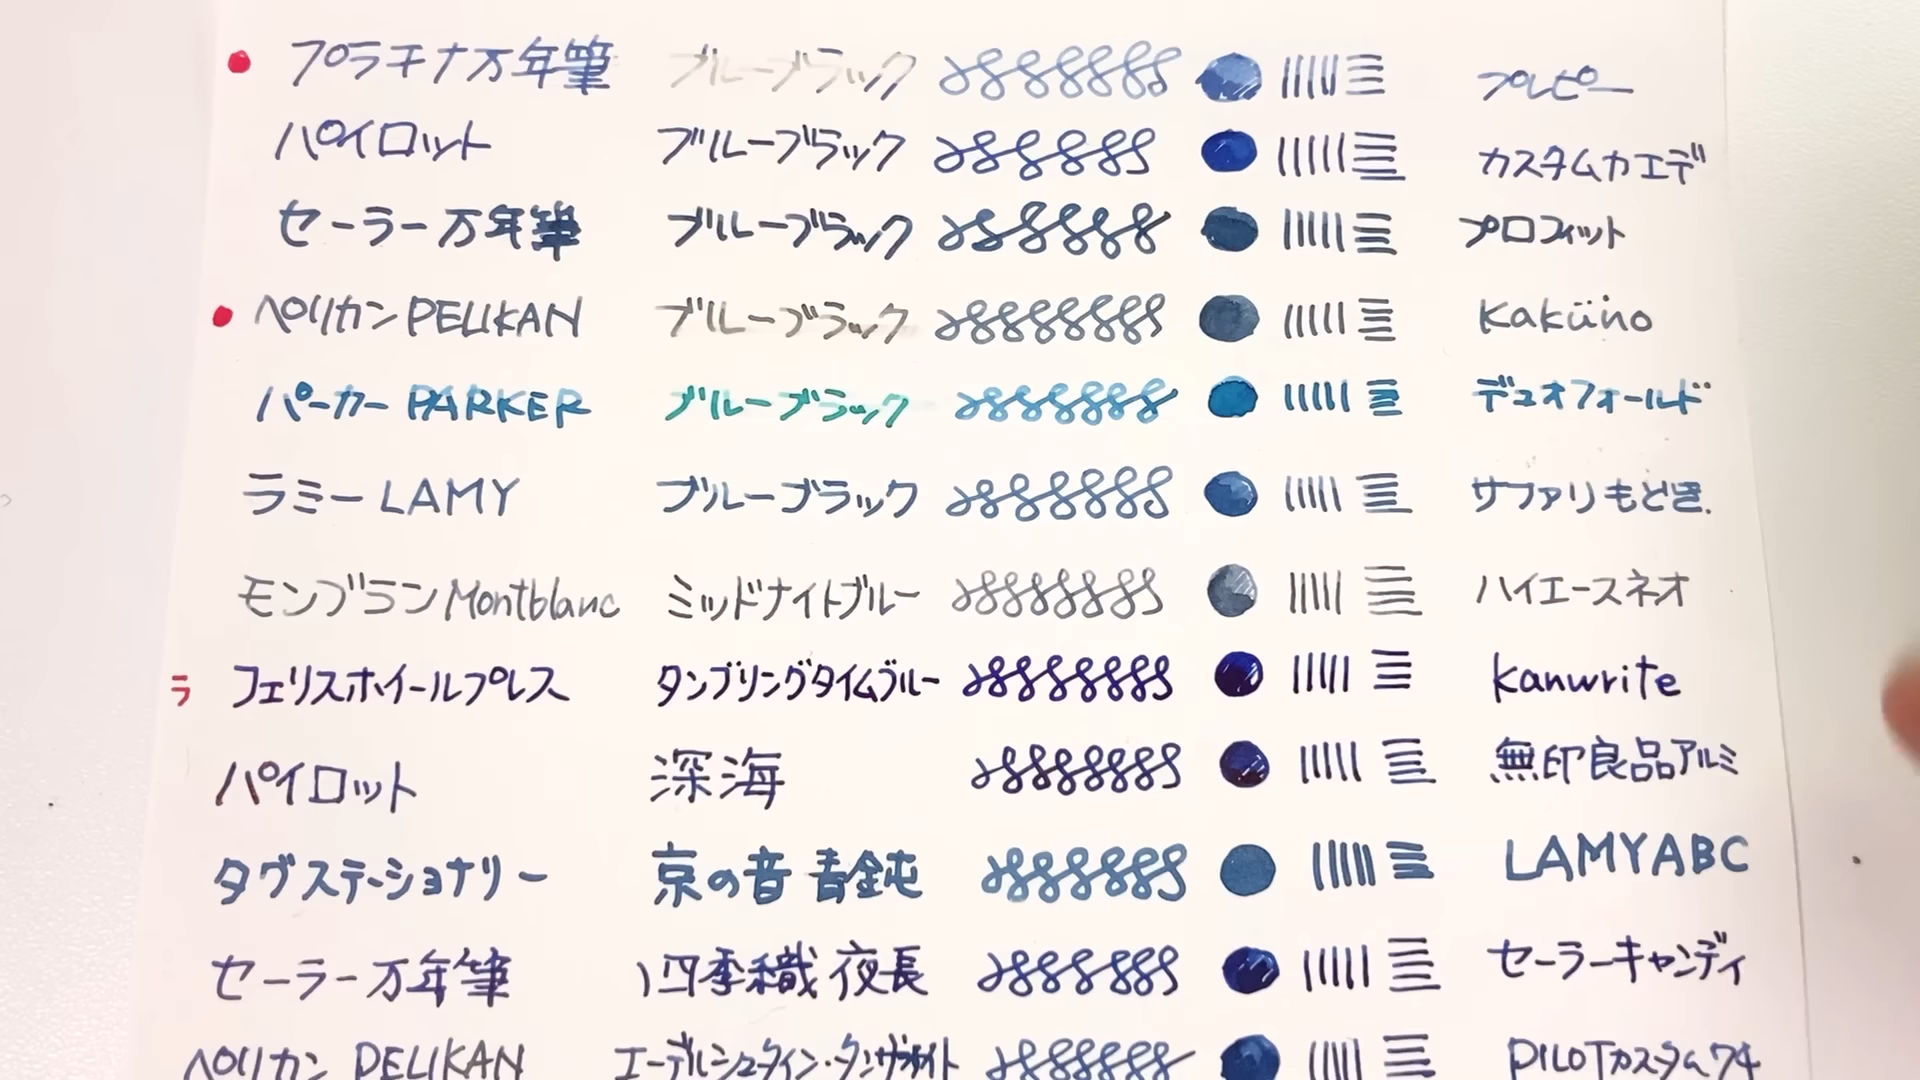 プラチナ万年筆 ブルーブラック プレピー
パイロット ブルーブラック カスタムカエデ
セーラー万年筆 ブルーブラック プロフィット
ペリカン PELIKAN ブルーブラック Kaküno
パーカー PARKER ブルーブラック デュオフォールド
ラミー LAMY ブルーブラック サファリもどき.
モンブラン Montblanc ミッドナイトブルー ハイエースネオ
ラ フェリスホイールプレス タンブリングタイムブルー Kanwrite
パイロット 深海 無印良品アルミ
タグステーショナリー 京の音 青鈍 LAMYABC
セーラー万年筆 四季織 夜長 セーラーキャンディ
ペリカン PELIKAN エーデルシュタイン・タンザナイト PILOTカスタム74